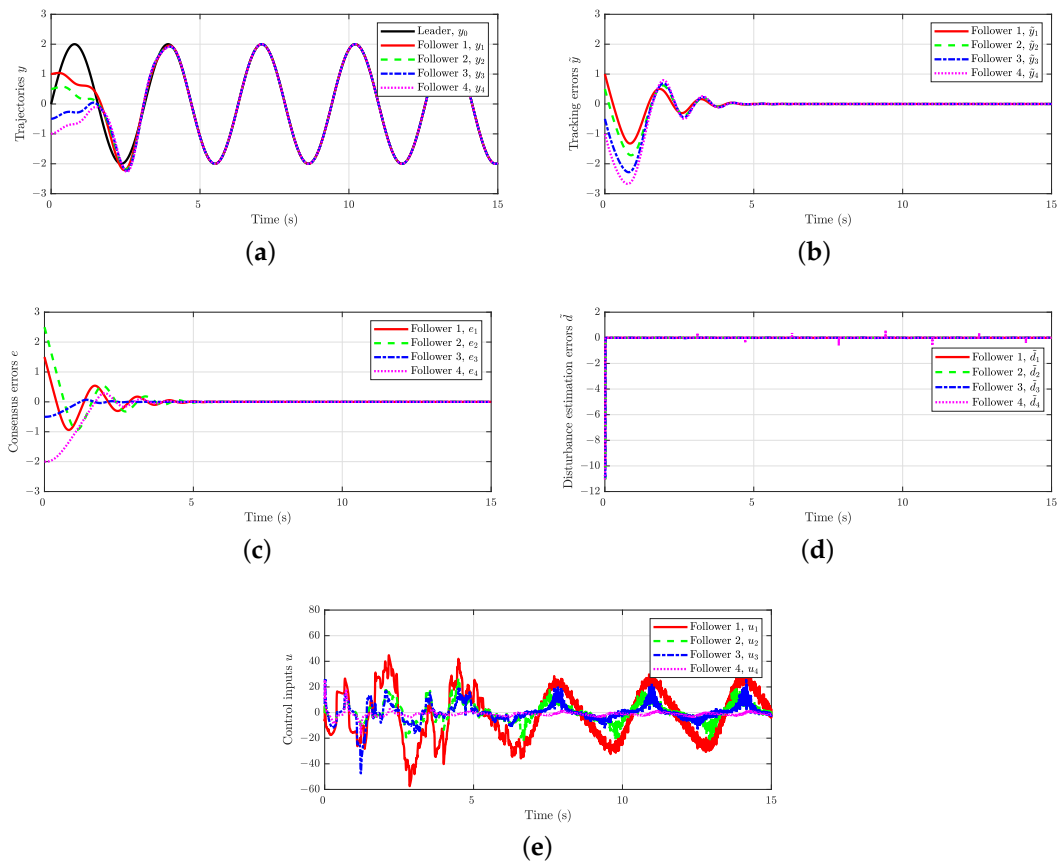 3
2
1
0
−1
−2
−3
Trajectories y
0 5 10 15
Time (s)
Leader, y₀
Follower 1, y₁
Follower 2, y₂
Follower 3, y₃
Follower 4, y₄
(a)
3
2
1
0
−1
−2
−3
Tracking errors ỹ
0 5 10 15
Time (s)
Follower 1, ỹ₁
Follower 2, ỹ₂
Follower 3, ỹ₃
Follower 4, ỹ₄
(b)
3
2
1
0
−1
−2
−3
Consensus errors e
0 5 10 15
Time (s)
Follower 1, e₁
Follower 2, e₂
Follower 3, e₃
Follower 4, e₄
(c)
2
0
−2
−4
−6
−8
−10
−12
Disturbance estimation errors d̃
0 5 10 15
Time (s)
Follower 1, d̃₁
Follower 2, d̃₂
Follower 3, d̃₃
Follower 4, d̃₄
(d)
80
60
40
20
0
−20
−40
−60
Control inputs u
0 5 10 15
Time (s)
Follower 1, u₁
Follower 2, u₂
Follower 3, u₃
Follower 4, u₄
(e)